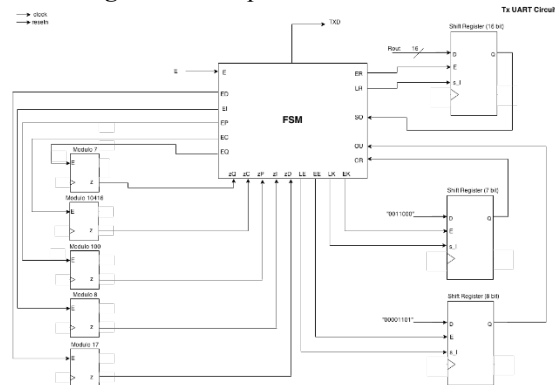 Tx UART Circuit
clock
resetn
TXD
Shift Register (16 bit)
Rout
16
D
Q
E
s_l
S
E
FSM
ER
LR
SO
OU
CR
ED
EI
EP
EC
EQ
zQ
zC
zP
zI
zD
LE
EE
LK
EK
Modulo 7
E
z
Modulo 10416
E
z
Modulo 100
E
z
Modulo 8
E
z
Modulo 17
E
z
Shift Register (7 bit)
"0011000"
D
Q
E
s_l
Shift Register (8 bit)
"00001101"
D
Q
E
s_l